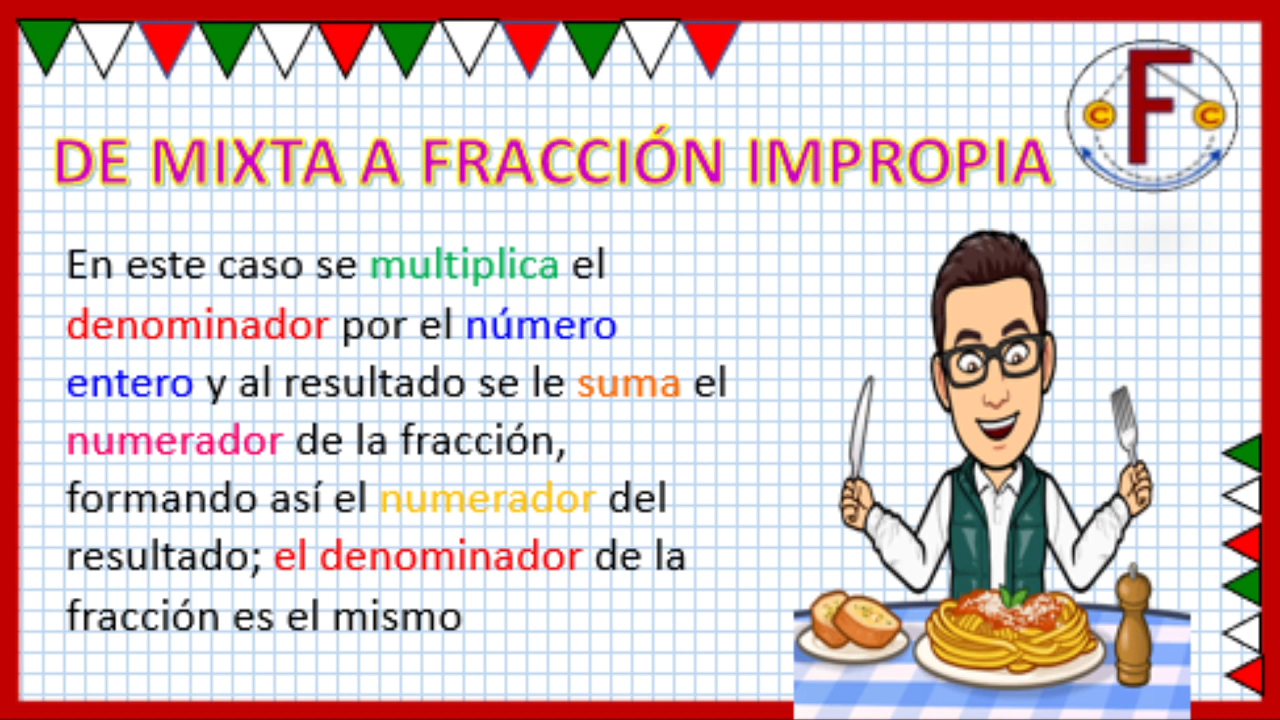 DE MIXTA A FRACCIÓN IMPROPIA
F
C C
En este caso se multiplica el
denominador por el número
entero y al resultado se le suma el
numerador de la fracción,
formando así el numerador del
resultado; el denominador de la
fracción es el mismo